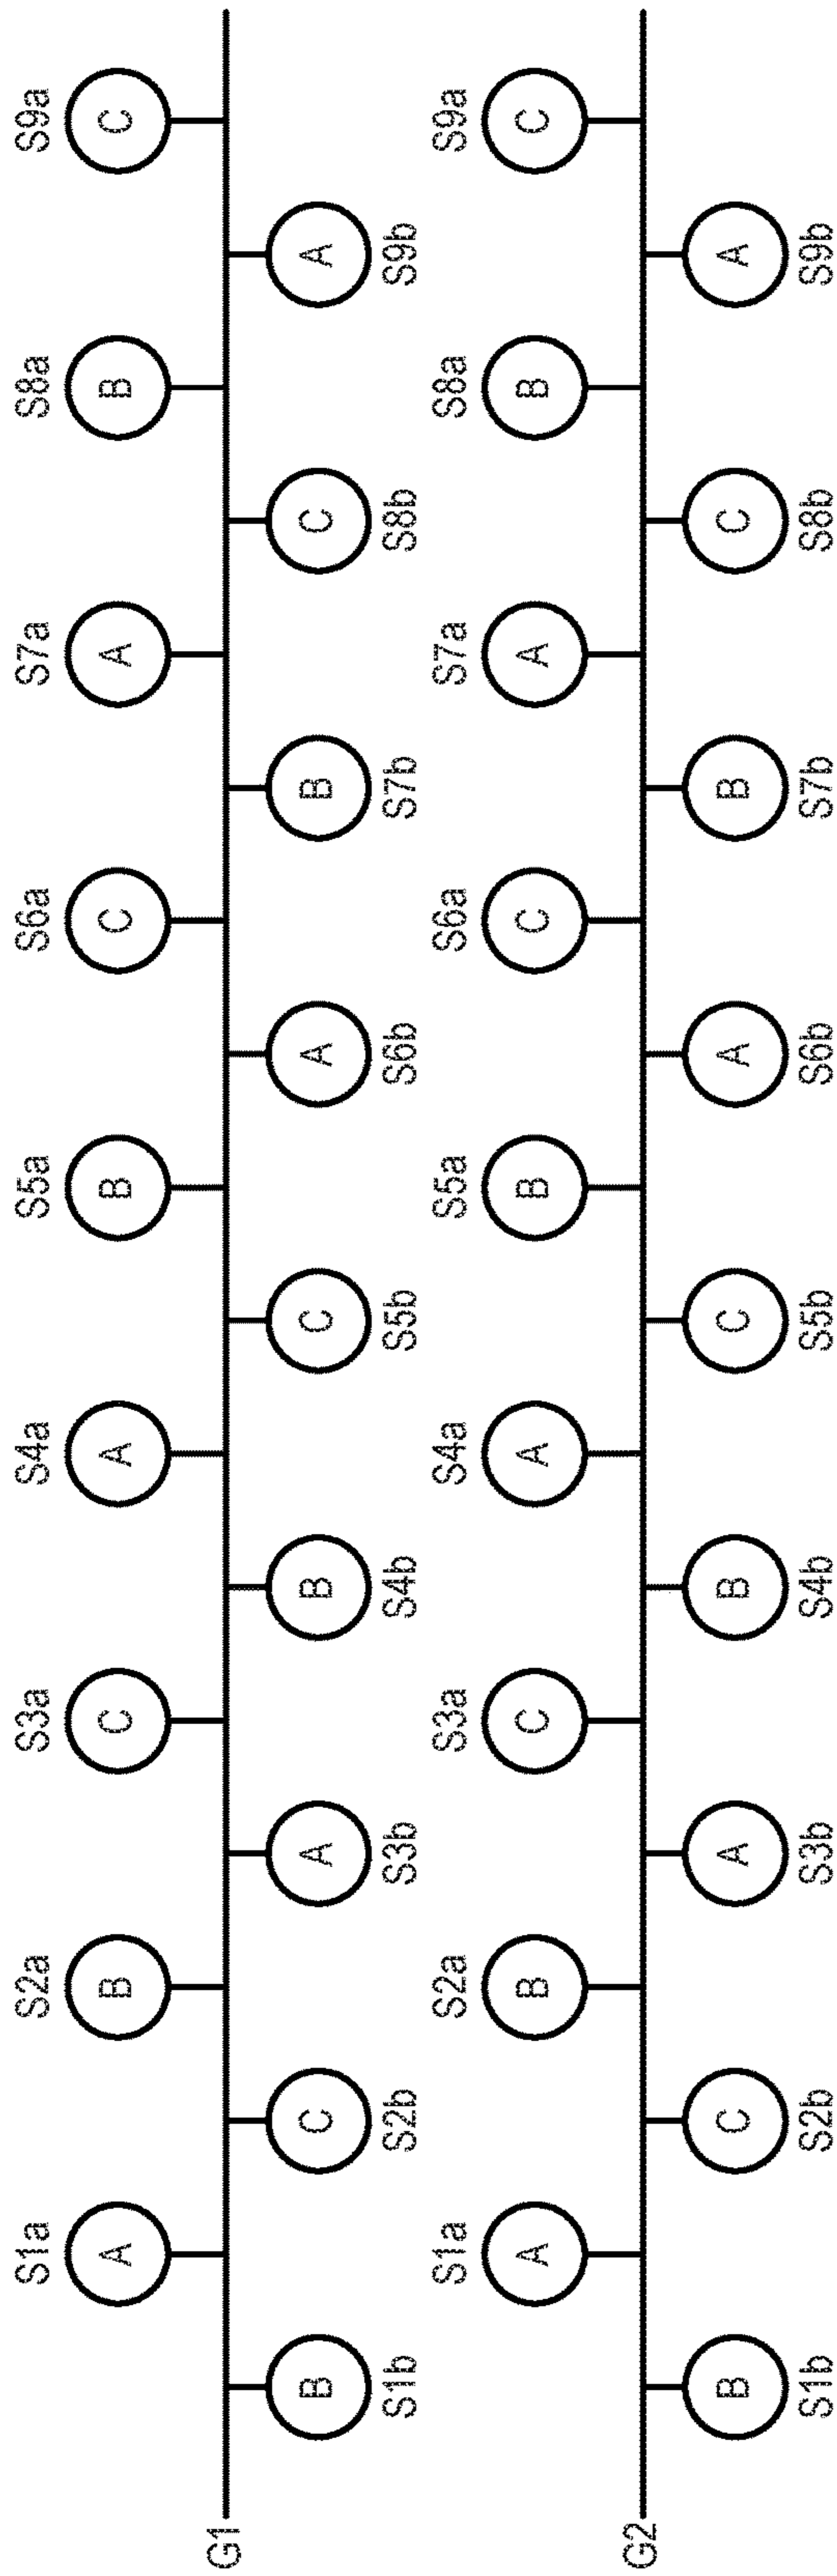 S1a S2a S3a S4a S5a S6a S7a S8a S9a
A B C A B C A B C
G1
B C A B C A B C A
S1b S2b S3b S4b S5b S6b S7b S8b S9b
S1a S2a S3a S4a S5a S6a S7a S8a S9a
A B C A B C A B C
G2
B C A B C A B C A
S1b S2b S3b S4b S5b S6b S7b S8b S9b